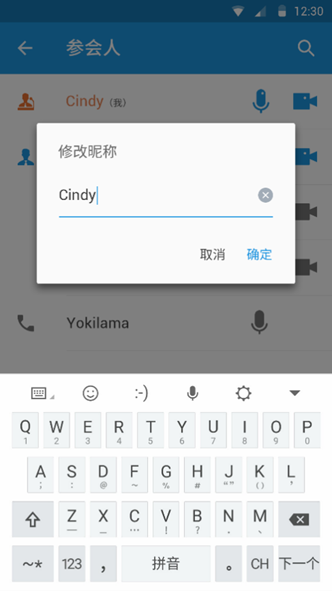 12:30
参会人
Cindy（我）
修改昵称
Cindy
取消 确定
Yokilama
:-)
Q W E R T Y U I O P
1 2 3 4 5 6 7 8 9 0
A S D F G H J K L ’
; : @ ~ … # “” ()
Z X C V B N M 、
— _ … ! ? .
~* 123 ， 拼音 。 CH 下一个